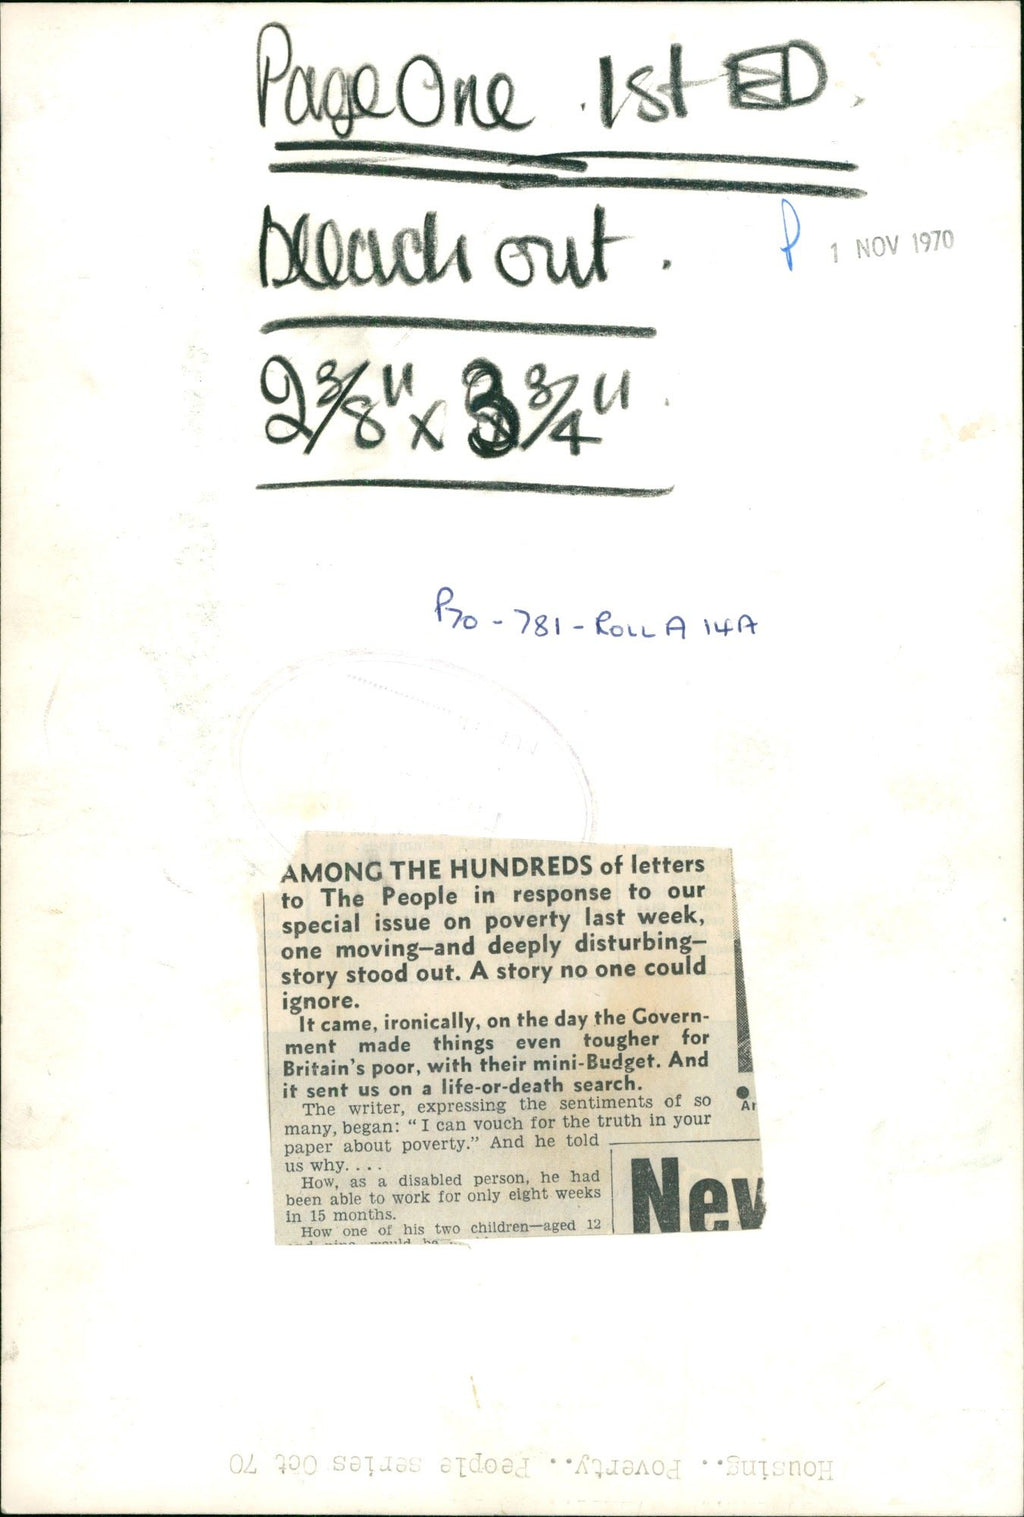 Page One . 1st ED .
Bleach out .
P 1 NOV 1970
2 3/8" x 3 3/4" .
P70 - 781 - ROLL A 14A
AMONG THE HUNDREDS of letters
to The People in response to our
special issue on poverty last week,
one moving—and deeply disturbing—
story stood out. A story no one could
ignore.
It came, ironically, on the day the Govern-
ment made things even tougher for
Britain's poor, with their mini-Budget. And
it sent us on a life-or-death search.
The writer, expressing the sentiments of so
many, began: "I can vouch for the truth in your
paper about poverty." And he told
us why. . . .
How, as a disabled person, he had
been able to work for only eight weeks
in 15 months.
How one of his two children—aged 12
Ar
New
Housing.. Poverty.. People series Oct 70